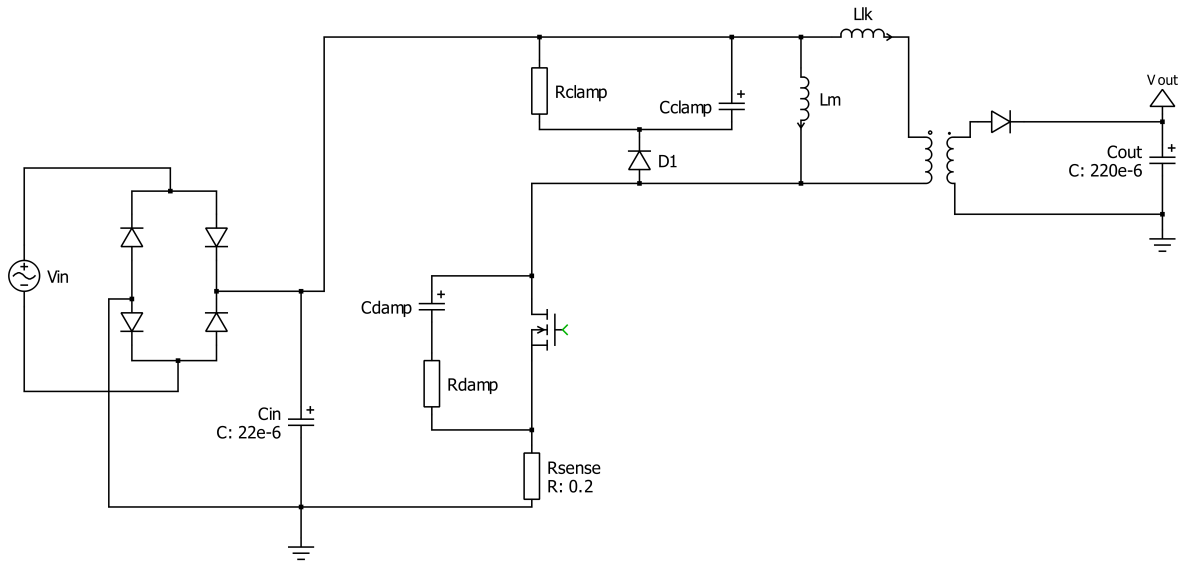 Llk
Rclamp
Cclamp
Lm
Vout
D1
Cout
C: 220e-6
Vin
Cdamp
Rdamp
Cin
C: 22e-6
Rsense
R: 0.2